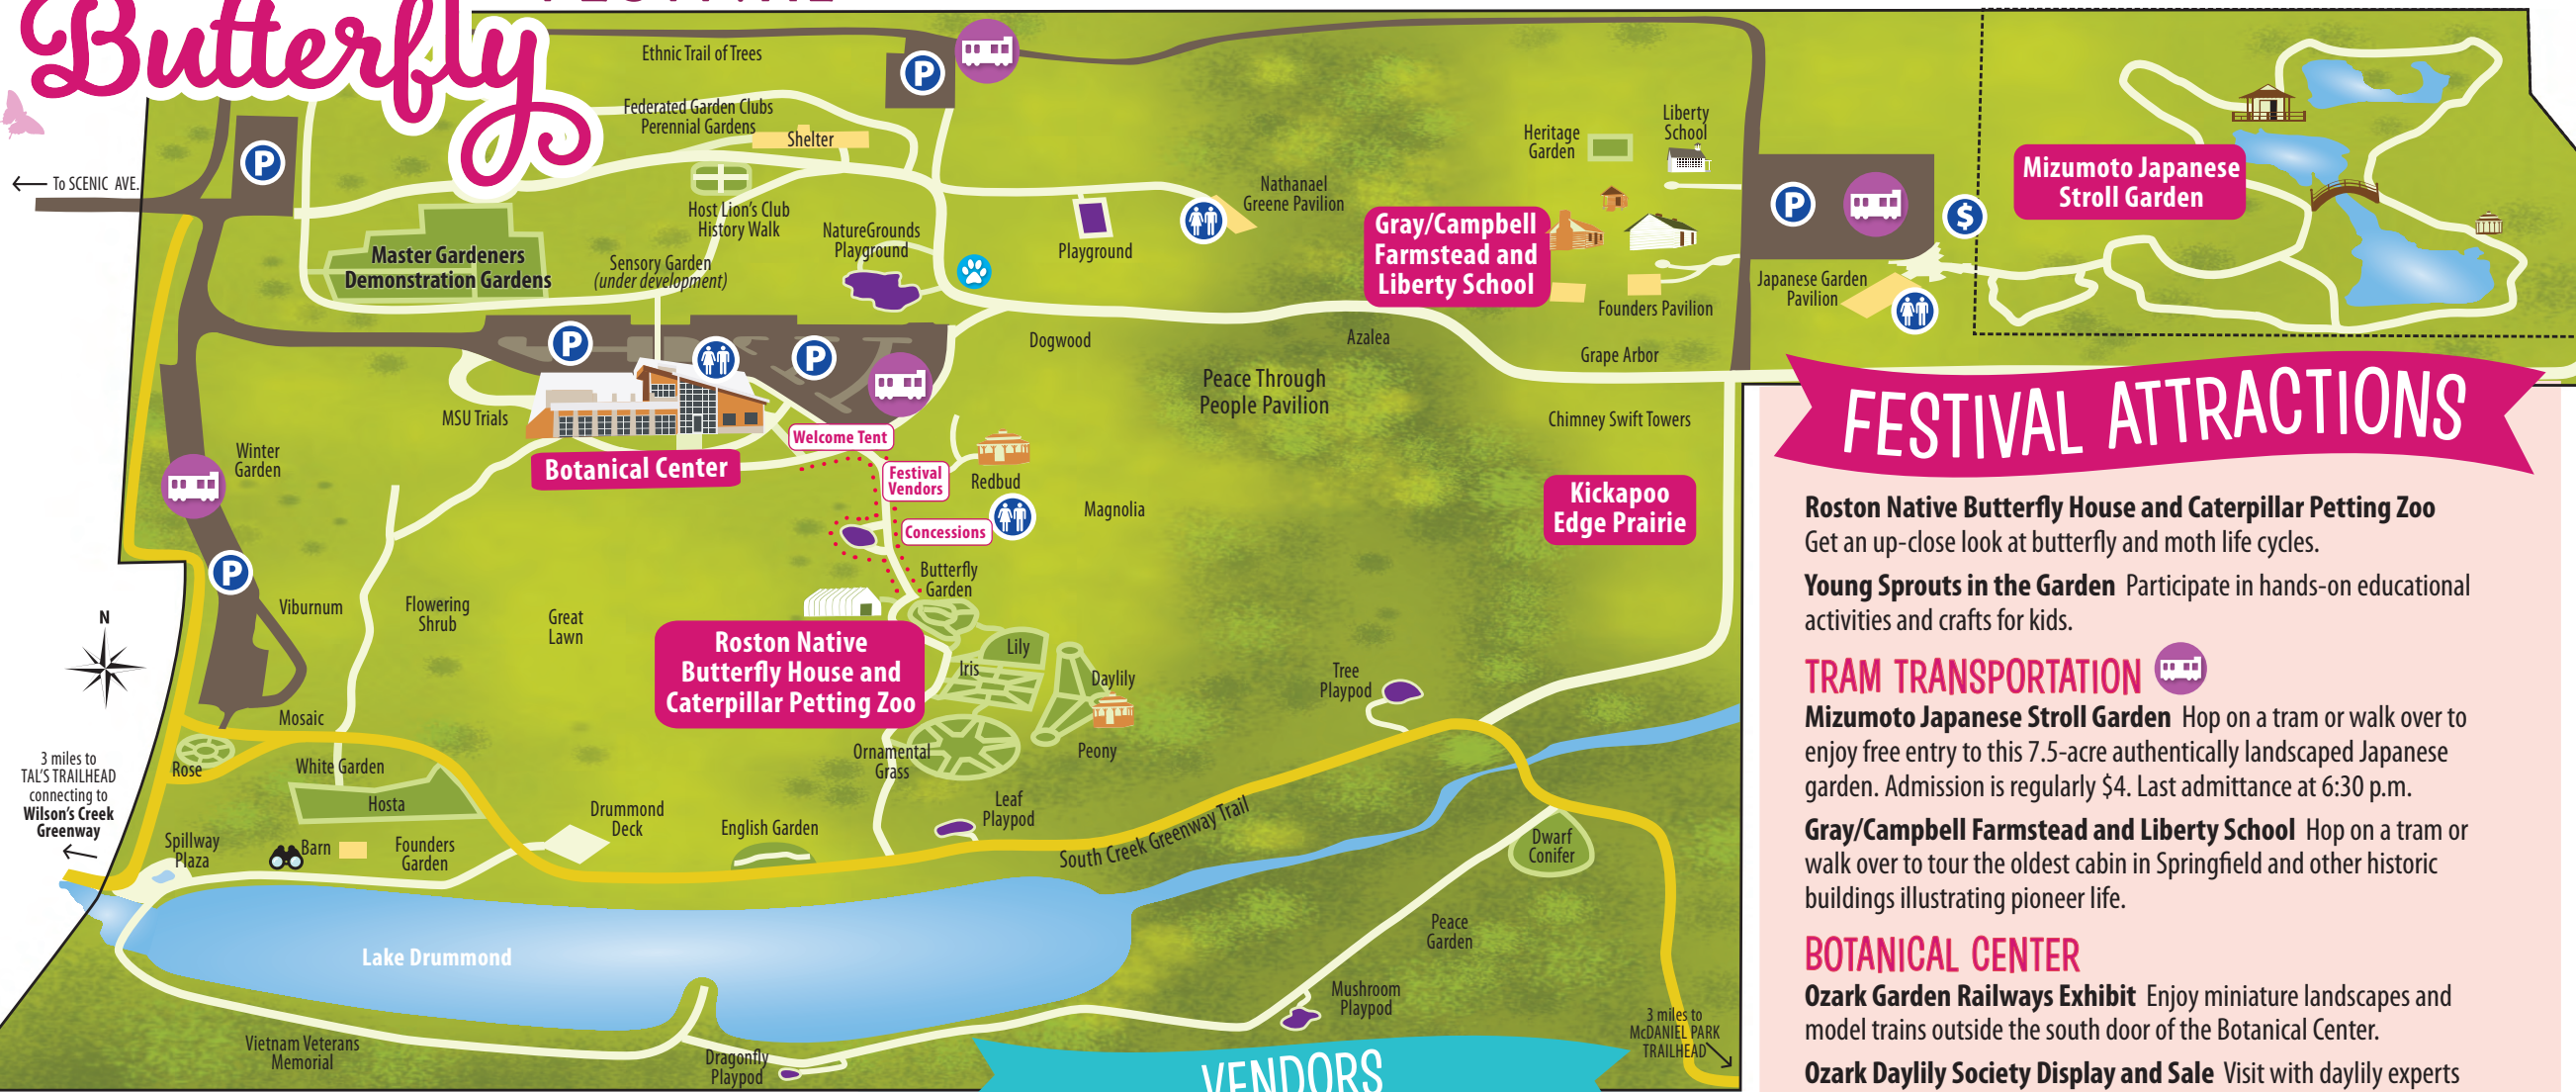 Butterfly
Ethnic Trail of Trees
P
Federated Garden Clubs
Perennial Gardens
Shelter
P
To SCENIC AVE.
Host Lion's Club
History Walk
NatureGrounds
Playground
Playground
Nathanael
Greene Pavilion
Heritage
Garden
Liberty
School
Gray/Campbell
Farmstead and
Liberty School
P
$
Mizumoto Japanese
Stroll Garden
Master Gardeners
Demonstration Gardens
Sensory Garden
(under development)
Founders Pavilion
Japanese Garden
Pavilion
Dogwood
Azalea
Grape Arbor
P
P
Peace Through
People Pavilion
MSU Trials
Chimney Swift Towers
Welcome Tent
Winter
Garden
Botanical Center
Festival
Vendors
Redbud
Magnolia
Kickapoo
Edge Prairie
Concessions
P
Butterfly
Garden
N
Viburnum
Flowering
Shrub
Great
Lawn
Roston Native
Butterfly House and
Caterpillar Petting Zoo
Lily
Iris
Daylily
Tree
Playpod
Mosaic
Rose
White Garden
Ornamental
Grass
Peony
3 miles to
TAL'S TRAILHEAD
connecting to
Wilson's Creek
Greenway
Hosta
Drummond
Deck
English Garden
Leaf
Playpod
South Creek Greenway Trail
Spillway
Plaza
Barn
Founders
Garden
Dwarf
Conifer
Lake Drummond
Peace
Garden
Mushroom
Playpod
Vietnam Veterans
Memorial
Dragonfly
Playpod
3 miles to
McDANIEL PARK
TRAILHEAD
VENDORS
FESTIVAL ATTRACTIONS
Roston Native Butterfly House and Caterpillar Petting Zoo
Get an up-close look at butterfly and moth life cycles.
Young Sprouts in the Garden Participate in hands-on educational
activities and crafts for kids.
TRAM TRANSPORTATION
Mizumoto Japanese Stroll Garden Hop on a tram or walk over to
enjoy free entry to this 7.5-acre authentically landscaped Japanese
garden. Admission is regularly $4. Last admittance at 6:30 p.m.
Gray/Campbell Farmstead and Liberty School Hop on a tram or
walk over to tour the oldest cabin in Springfield and other historic
buildings illustrating pioneer life.
BOTANICAL CENTER
Ozark Garden Railways Exhibit Enjoy miniature landscapes and
model trains outside the south door of the Botanical Center.
Ozark Daylily Society Display and Sale Visit with daylily experts